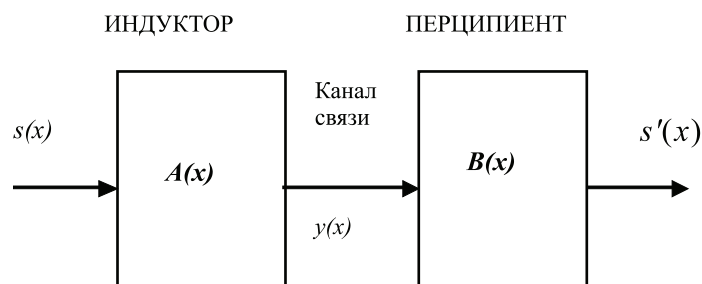 ИНДУКТОР
ПЕРЦИПИЕНТ
Канал
связи
s(x)
s'(x)
A(x)
B(x)
y(x)